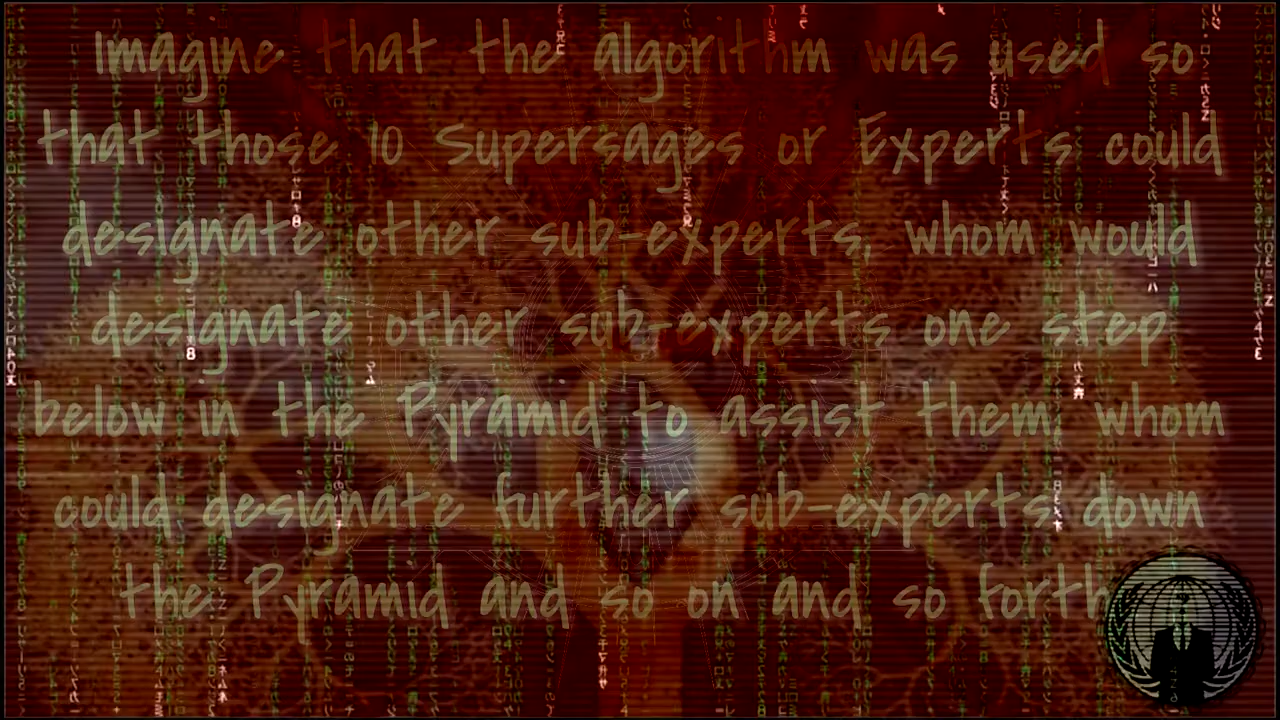 Imagine that the algorithm was used so
that those 10 Supersages or Experts could
designate other sub-experts, whom would
designate other sub-experts one step
below in the Pyramid to assist them, whom
could designate further sub-experts down
the Pyramid and so on and so forth